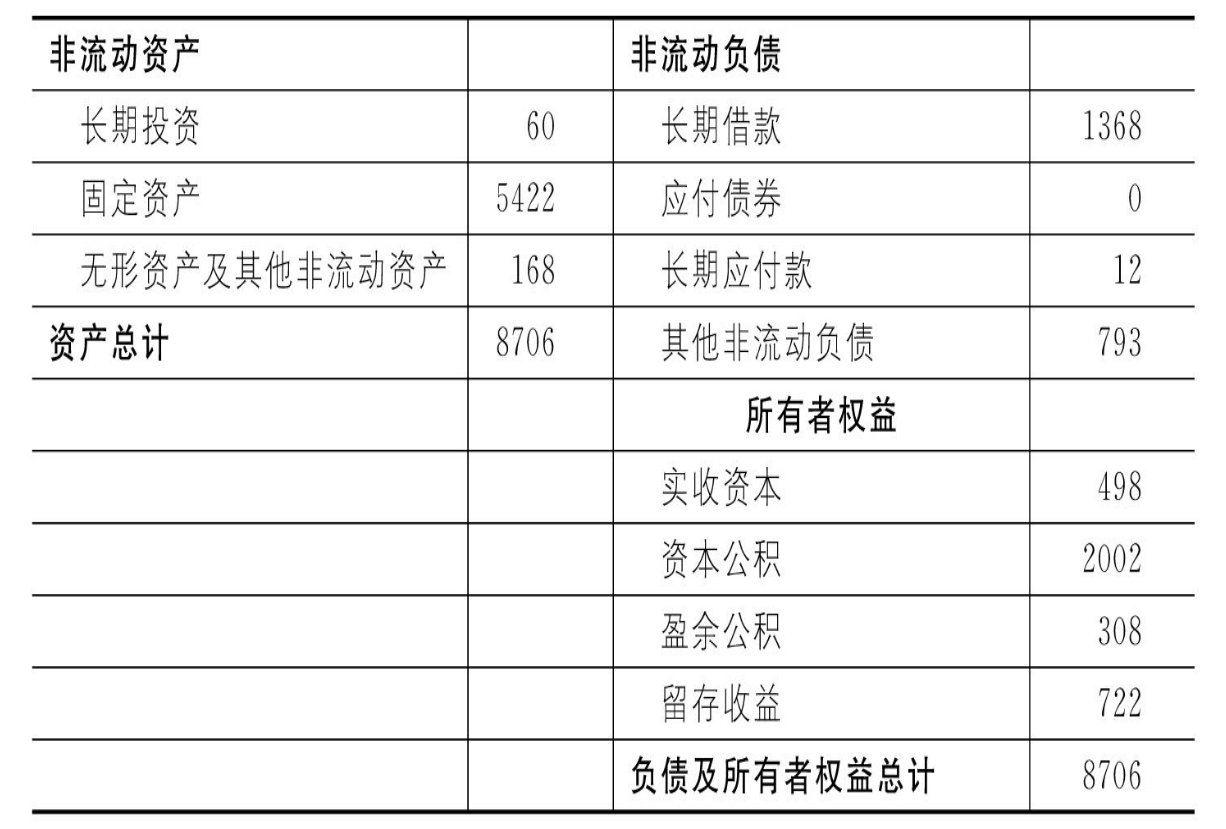 非流动资产 非流动负债
长期投资 60 长期借款 1368
固定资产 5422 应付债券 0
无形资产及其他非流动资产 168 长期应付款 12
资产总计 8706 其他非流动负债 793
所有者权益
实收资本 498
资本公积 2002
盈余公积 308
留存收益 722
负债及所有者权益总计 8706